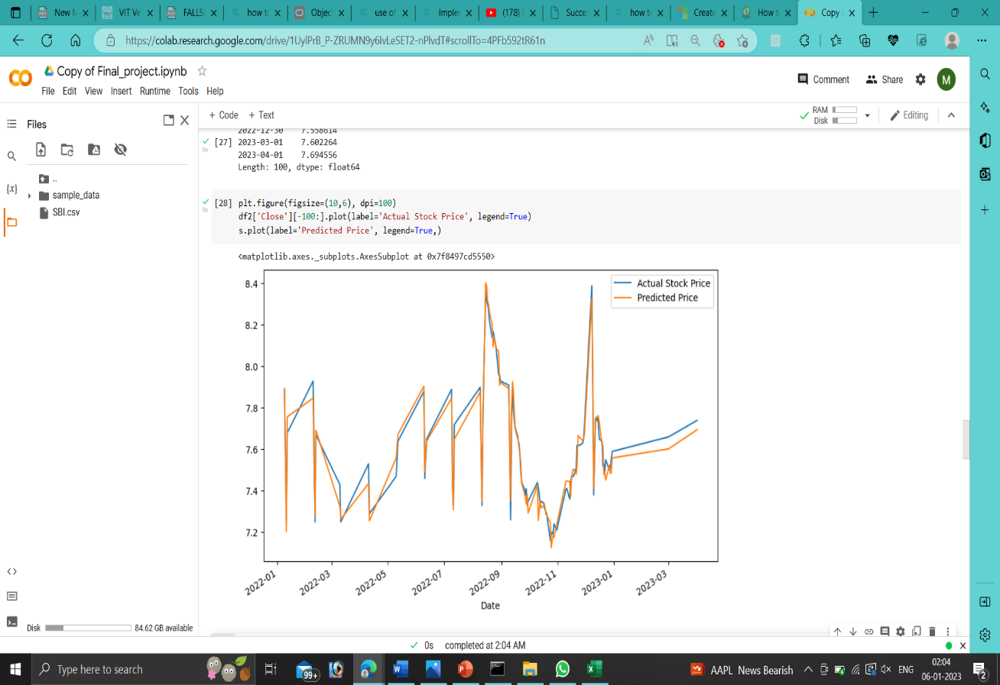 New M
VIT Ve
FALLS
how to
Object
use of
Imple
(178)
Succe
how to
Create
How t
Copy
https://colab.research.google.com/drive/1UylPrB_P-ZRUMN9y6IvLeSET2-nPlvdT#scrollTo=4PFb592tR61n
CO Copy of Final_project.ipynb
File Edit View Insert Runtime Tools Help
Comment Share M
Files
+ Code + Text
RAM
Disk
Editing
..
sample_data
SBI.csv
{x}
2022-12-30 7.558614
[27] 2023-03-01 7.602264
0s
2023-04-01 7.694556
Length: 100, dtype: float64
[28] plt.figure(figsize=(10,6), dpi=100)
0s
df2['Close'][-100:].plot(label='Actual Stock Price', legend=True)
s.plot(label='Predicted Price', legend=True,)
<matplotlib.axes._subplots.AxesSubplot at 0x7f8497cd5550>
Actual Stock Price
Predicted Price
8.4
8.2
8.0
7.8
7.6
7.4
7.2
2022-01
2022-03
2022-05
2022-07
2022-09
2022-11
2023-01
2023-03
Date
Disk 84.62 GB available
0s completed at 2:04 AM
Type here to search
99+
AAPL News Bearish
ENG
02:04
06-01-2023
2